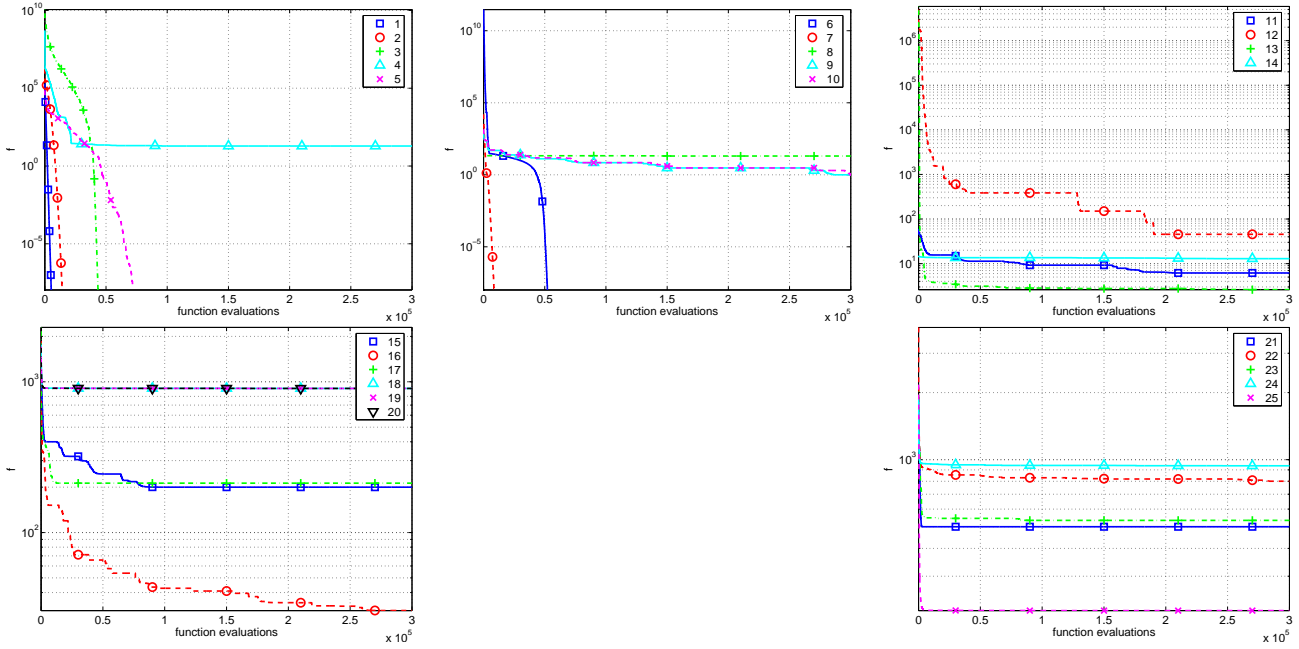 10^10
10^5
10^0
10^−5
f
0 0.5 1 1.5 2 2.5 3
x 10^5
function evaluations
1
2
3
4
5
10^10
10^5
10^0
10^−5
f
0 0.5 1 1.5 2 2.5 3
x 10^5
function evaluations
6
7
8
9
10
10^6
10^5
10^4
10^3
10^2
10^1
f
0 0.5 1 1.5 2 2.5 3
x 10^5
function evaluations
11
12
13
14
10^3
10^2
f
0 0.5 1 1.5 2 2.5 3
x 10^5
function evaluations
15
16
17
18
19
20
10^3
f
0 0.5 1 1.5 2 2.5 3
x 10^5
function evaluations
21
22
23
24
25